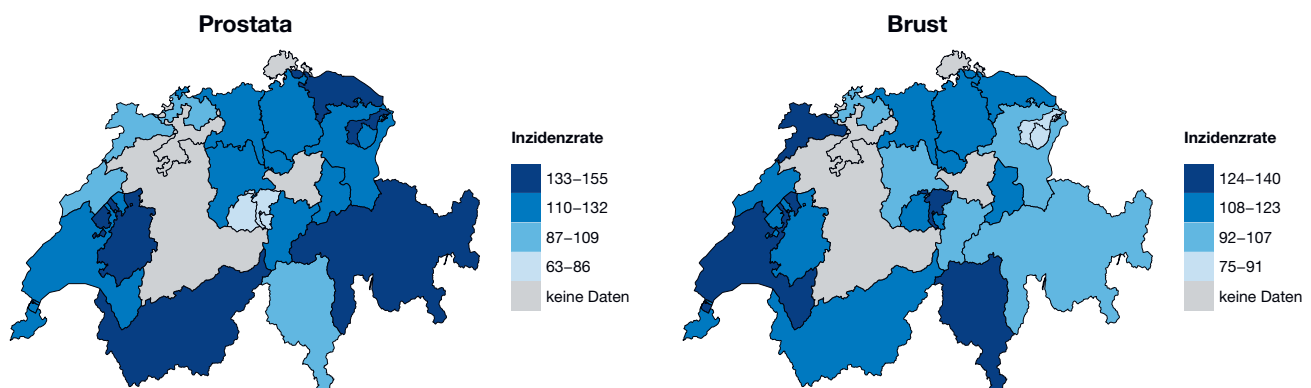 Prostata
Inzidenzrate
133–155
110–132
87–109
63–86
keine Daten
Brust
Inzidenzrate
124–140
108–123
92–107
75–91
keine Daten